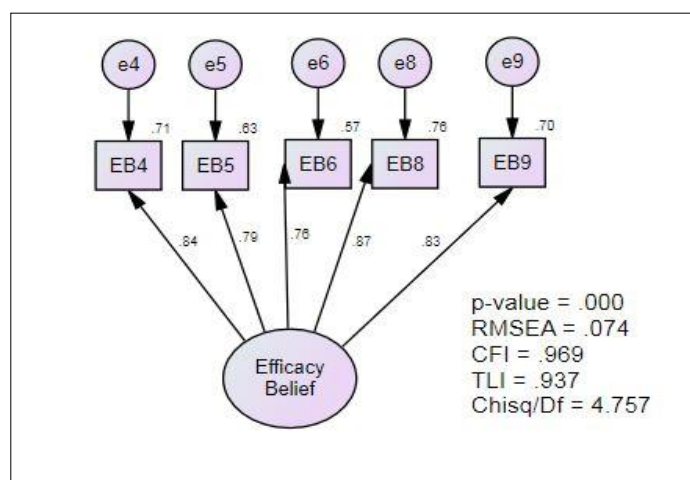 e4 e5 e6 e8 e9
.71 .63 .57 .76 .70
EB4 EB5 EB6 EB8 EB9
.84 .79 .76 .87 .83
Efficacy
Belief
p-value = .000
RMSEA = .074
CFI = .969
TLI = .937
Chisq/Df = 4.757